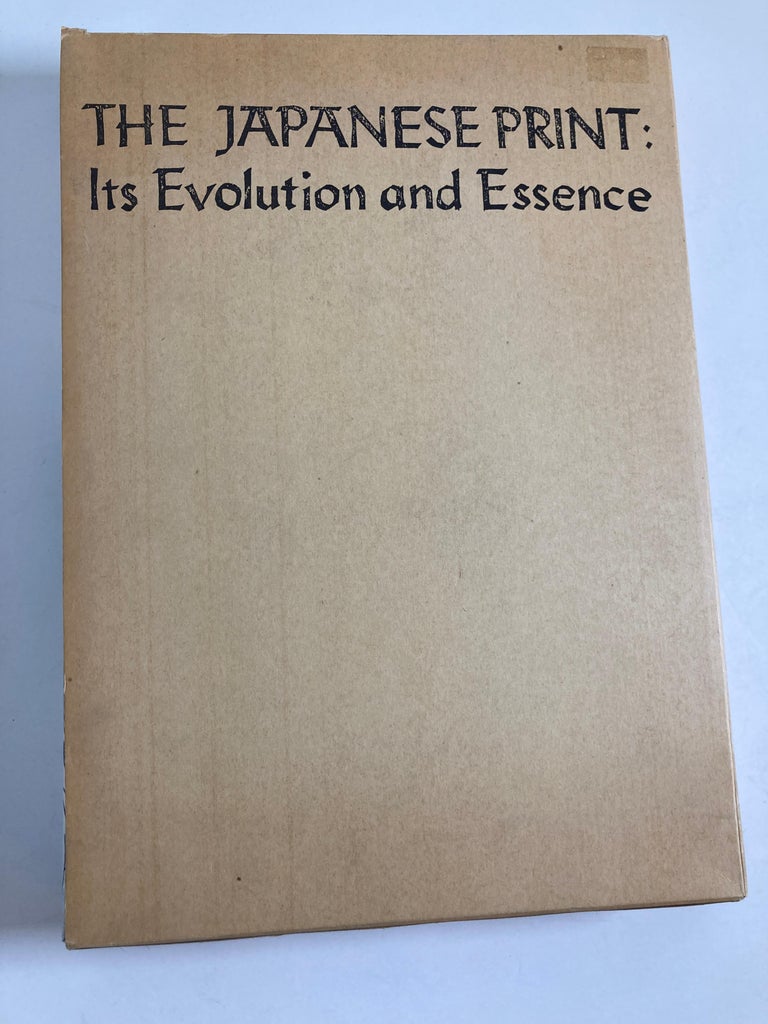 THE JAPANESE PRINT:
Its Evolution and Essence